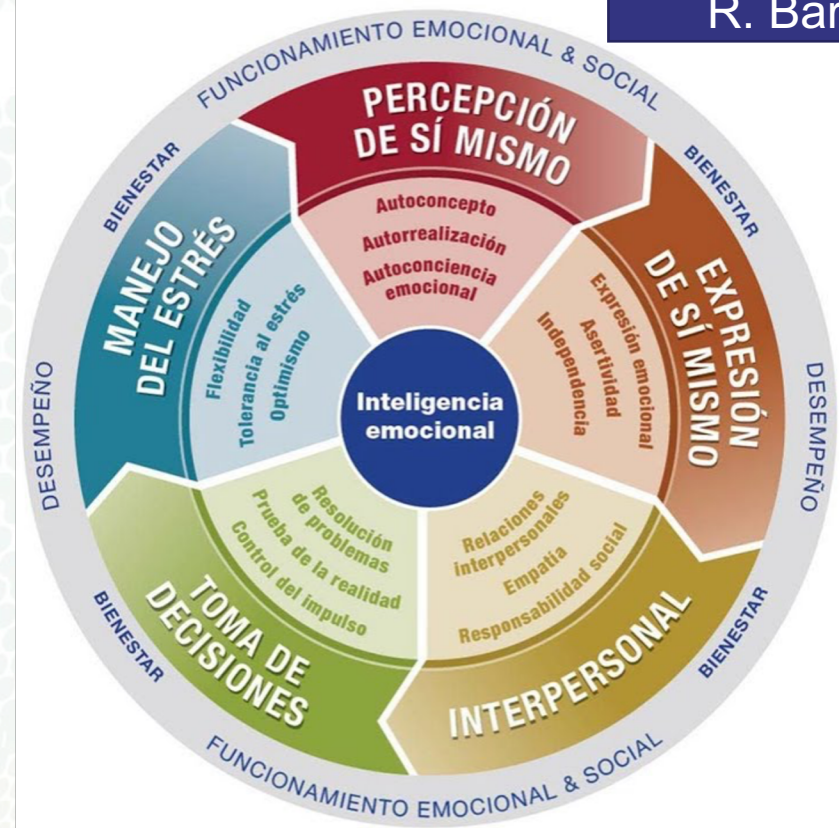 R. Bar
FUNCIONAMIENTO EMOCIONAL & SOCIAL
BIENESTAR
BIENESTAR
DESEMPEÑO
DESEMPEÑO
BIENESTAR
BIENESTAR
FUNCIONAMIENTO EMOCIONAL & SOCIAL
PERCEPCIÓN
DE SÍ MISMO
Autoconcepto
Autorrealización
Autoconciencia
emocional
EXPRESIÓN
DE SÍ MISMO
Expresión emocional
Asertividad
Independencia
INTERPERSONAL
Relaciones
interpersonales
Empatía
Responsabilidad social
TOMA DE
DECISIONES
Resolución
de problemas
Prueba de la realidad
Control del impulso
MANEJO
DEL ESTRÉS
Flexibilidad
Tolerancia al estrés
Optimismo
Inteligencia
emocional